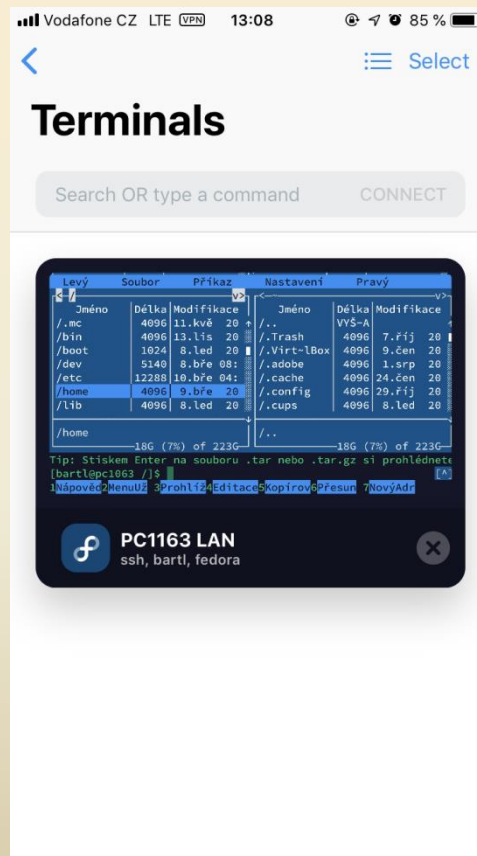 Vodafone CZ LTE VPN 13:08 85 %
Select
Terminals
Search OR type a command CONNECT
Levý Soubor Příkaz Nastavení Pravý
<-/ v> <- v>
Jméno Délka Modifikace Jméno Délka Modifikace
/.mc 4096 11.kvě 20 /.. VYŠ-A
/bin 4096 13.lis 20 /.Trash 4096 7.říj 20
/boot 1024 8.led 20 /.Virt~lBox 4096 9.čen 20
/dev 5140 8.bře 08: /.adobe 4096 1.srp 20
/etc 12288 10.bře 04: /.cache 4096 24.čen 20
/home 4096 9.bře 20 /.config 4096 29.říj 20
/lib 4096 8.led 20 /.cups 4096 8.led 20
/home /..
18G (7%) of 223G 18G (7%) of 223G
Tip: Stiskem Enter na souboru .tar nebo .tar.gz si prohlédnete
[bartl@pc1063 /]$ [^]
1Nápověd2MenuUž 3Prohlíž4Editace5Kopírov6Přesun 7NovýAdr
PC1163 LAN
ssh, bartl, fedora